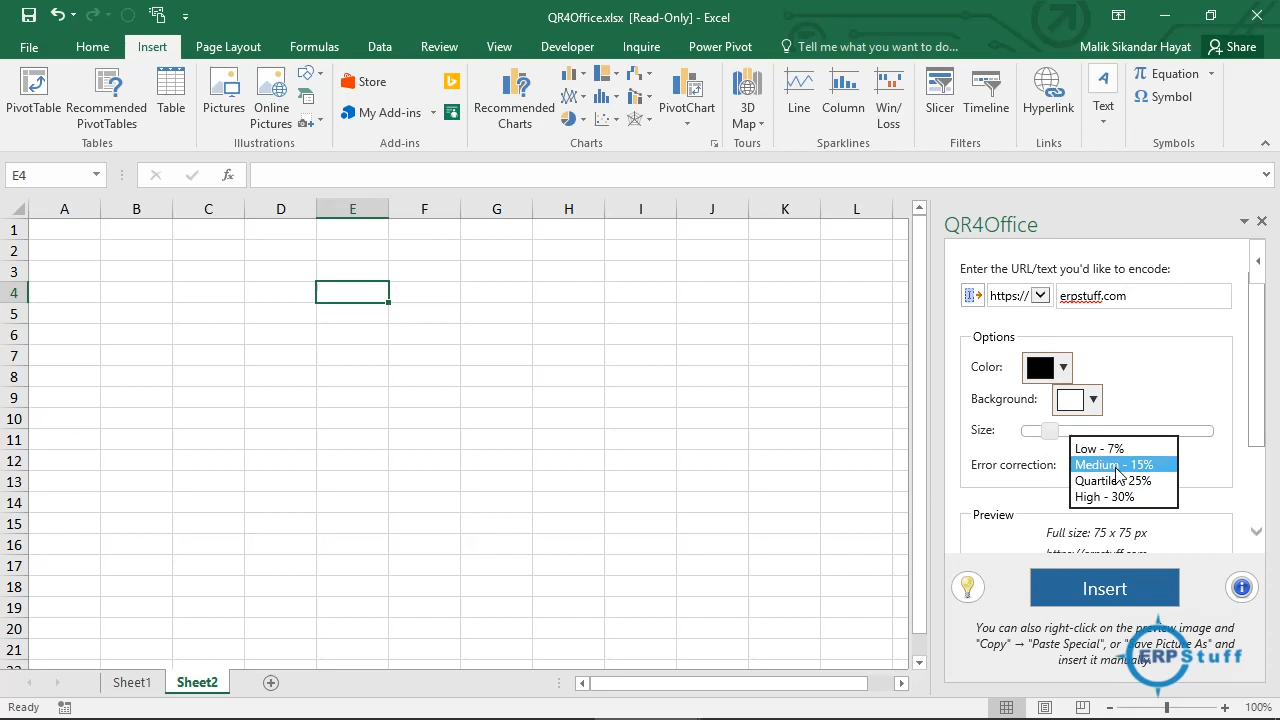 QR4Office.xlsx [Read-Only] - Excel
File Home Insert Page Layout Formulas Data Review View Developer Inquire Power Pivot Tell me what you want to do... Malik Sikandar Hayat Share
PivotTable
Recommended
PivotTables
Table
Pictures
Online
Pictures
Store
My Add-ins
Recommended
Charts
PivotChart
3D
Map
Line
Column
Win/
Loss
Slicer
Timeline
Hyperlink
A
Text
Equation
Symbol
Tables Illustrations Add-ins Charts Tours Sparklines Filters Links Symbols
E4
fx
A B C D E F G H I J K L
1
2
3
4
5
6
7
8
9
10
11
12
13
14
15
16
17
18
19
20
21
QR4Office
Enter the URL/text you'd like to encode:
https:// erpstuff.com
Options
Color:
Background:
Size:
Error correction:
Low - 7%
Medium - 15%
Quartile - 25%
High - 30%
Preview
Full size: 75 x 75 px
https://erpstuff.com
Insert
You can also right-click on the preview image and
"Copy" → "Paste Special", or "Save Picture As" and
insert it manually.
ERPStuff
Sheet1 Sheet2
Ready
100%